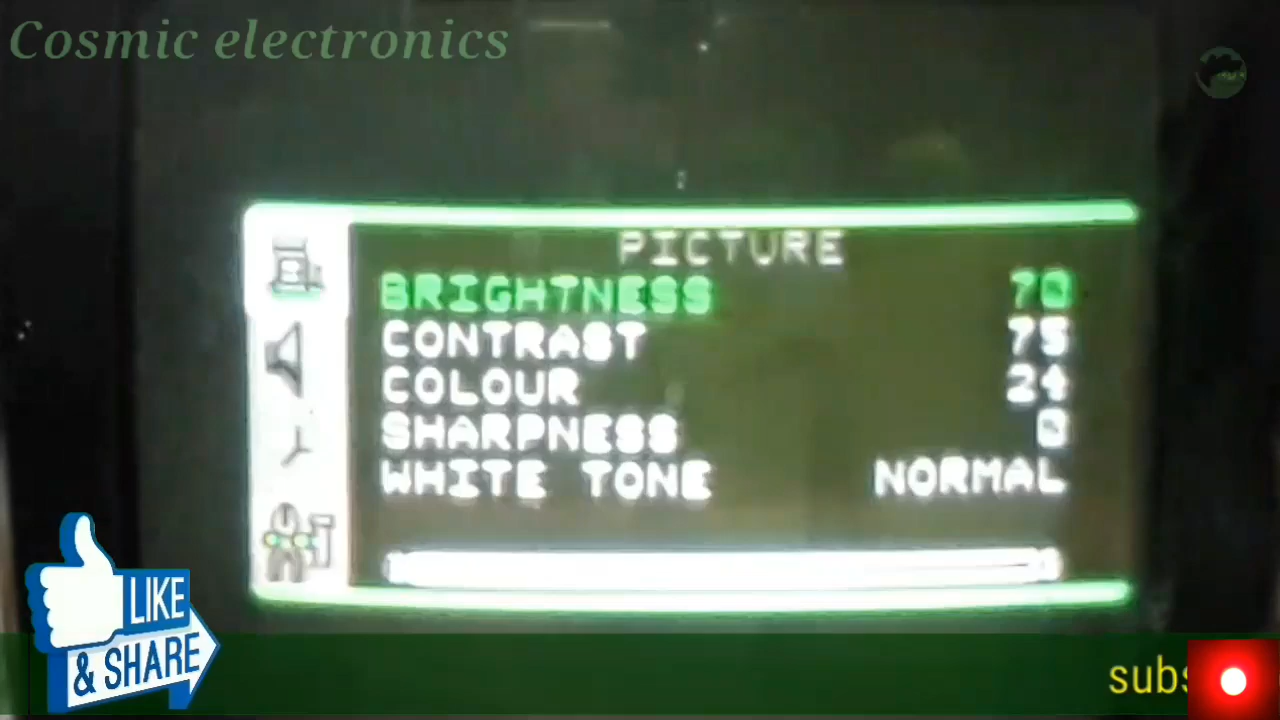 Cosmic electronics
PICTURE
BRIGHTNESS 70
CONTRAST 75
COLOUR 24
SHARPNESS 0
WHITE TONE NORMAL
LIKE
& SHARE
subs